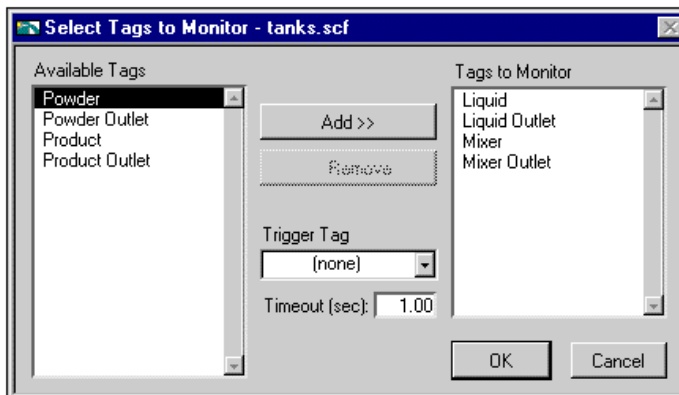 Select Tags to Monitor - tanks.scf
Available Tags
Powder
Powder Outlet
Product
Product Outlet
Add >>
Remove
Trigger Tag
(none)
Timeout (sec): 1.00
Tags to Monitor
Liquid
Liquid Outlet
Mixer
Mixer Outlet
OK
Cancel